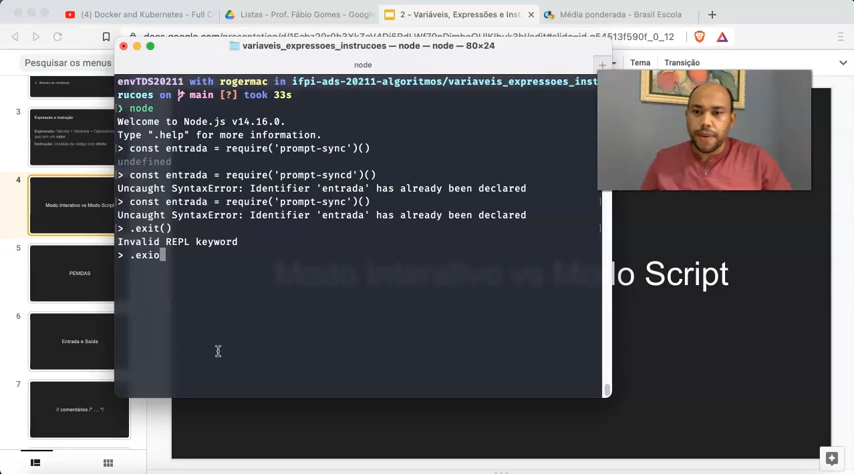 (4) Docker and Kubernetes - Full C
Listas - Prof. Fábio Gomes - Google
2 - Variáveis, Expressões e Inst
Média ponderada - Brasil Escola
variaveis_expressoes_instrucoes — node — node — 80×24
node
Pesquisar os menus
Tema
Transição
envTDS20211 with rogermac in ifpi-ads-20211-algoritmos/variaveis_expressoes_inst
rucoes on main [?] took 33s
❯ node
Welcome to Node.js v14.16.0.
Type ".help" for more information.
> const entrada = require('prompt-sync')()
undefined
> const entrada = require('prompt-syncd')()
Uncaught SyntaxError: Identifier 'entrada' has already been declared
> const entrada = require('prompt-sync')()
Uncaught SyntaxError: Identifier 'entrada' has already been declared
> .exit()
Invalid REPL keyword
> .exio
3
Expressão e Instrução
4
Modo Interativo vs Modo Script
5
PEMDAS
6
Entrada e Saída
7
// comentários /* ... */
Modo Interativo vs Modo Script